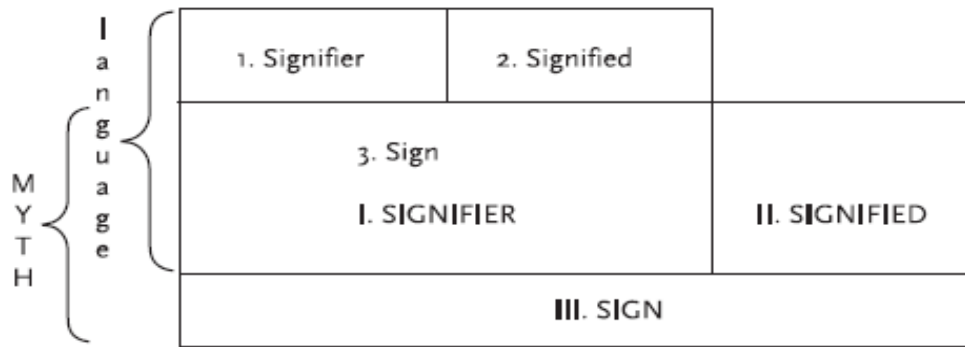 Language
MYTH
1. Signifier
2. Signified
3. Sign
I. SIGNIFIER
II. SIGNIFIED
III. SIGN